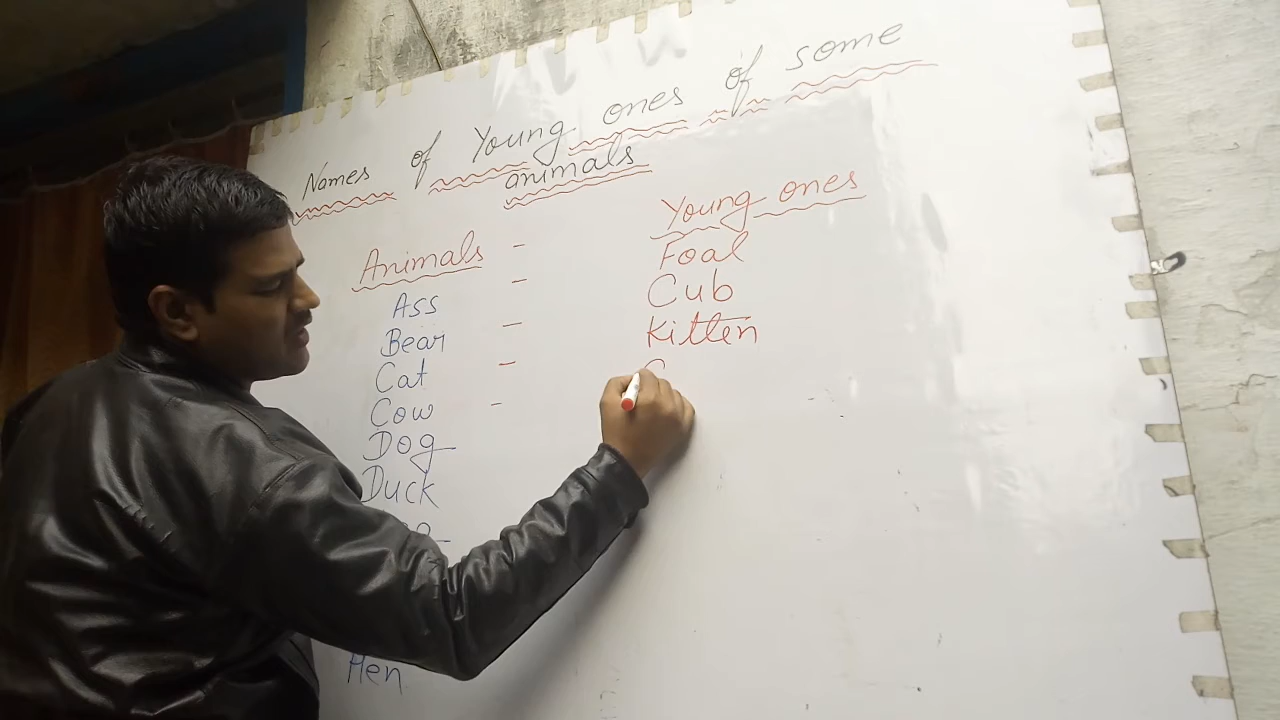 Names of Young ones of some
animals
Animals - Young ones
Ass - Foal
Bear - Cub
Cat - Kitten
Cow -
Dog
Duck
Hen